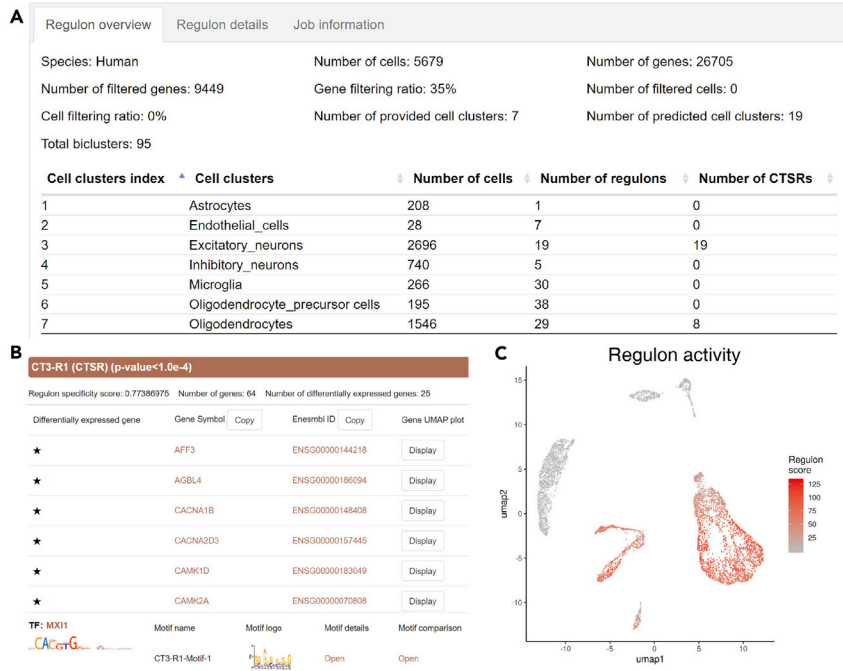 A
Regulon overview Regulon details Job information
Species: Human Number of cells: 5679 Number of genes: 26705
Number of filtered genes: 9449 Gene filtering ratio: 35% Number of filtered cells: 0
Cell filtering ratio: 0% Number of provided cell clusters: 7 Number of predicted cell clusters: 19
Total biclusters: 95
Cell clusters index Cell clusters Number of cells Number of regulons Number of CTSRs
1 Astrocytes 208 1 0
2 Endothelial_cells 28 7 0
3 Excitatory_neurons 2696 19 19
4 Inhibitory_neurons 740 5 0
5 Microglia 266 30 0
6 Oligodendrocyte_precursor cells 195 38 0
7 Oligodendrocytes 1546 29 8
B
CT3-R1 (CTSR) (p-value<1.0e-4)
Regulon specificity score: 0.77386975 Number of genes: 64 Number of differentially expressed genes: 25
Differentially expressed gene Gene Symbol Copy Enesmbl ID Copy Gene UMAP plot
★ AFF3 ENSG00000144218 Display
★ AGBL4 ENSG00000186094 Display
★ CACNA1B ENSG00000148408 Display
★ CACNA2D3 ENSG00000157445 Display
★ CAMK1D ENSG00000183049 Display
★ CAMK2A ENSG00000070808 Display
TF: MXI1 Motif name Motif logo Motif details Motif comparison
CACGTG
CT3-R1-Motif-1 Open Open
C
Regulon activity
15
10
5
0
-5
-10
umap2
-10 -5 0 5 10
umap1
Regulon
score
125
100
75
50
25